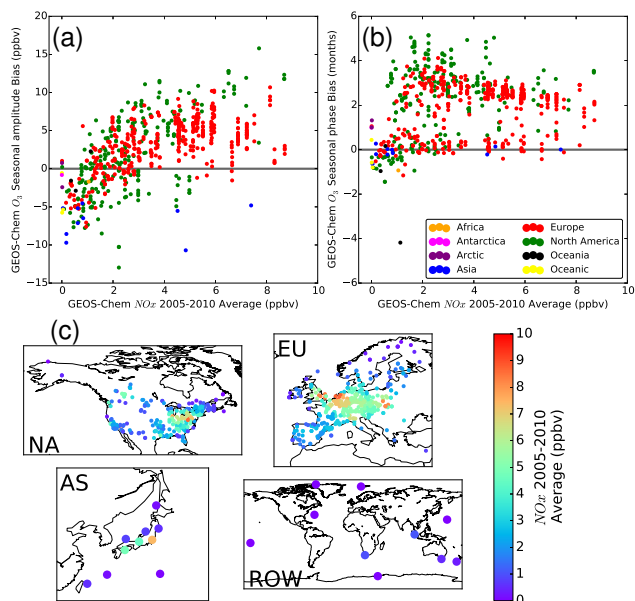 (a)
GEOS-Chem O3 Seasonal amplitude Bias (ppbv)
20
15
10
5
0
−5
−10
−15
0 2 4 6 8 10
GEOS-Chem NOx 2005-2010 Average (ppbv)
(b)
GEOS-Chem O3 Seasonal phase Bias (months)
6
4
2
0
−2
−4
−6
0 2 4 6 8 10
GEOS-Chem NOx 2005-2010 Average (ppbv)
Africa
Antarctica
Arctic
Asia
Europe
North America
Oceania
Oceanic
(c)
NA
EU
AS
ROW
10
9
8
7
6
5
4
3
2
1
0
NOx 2005-2010
Average (ppbv)